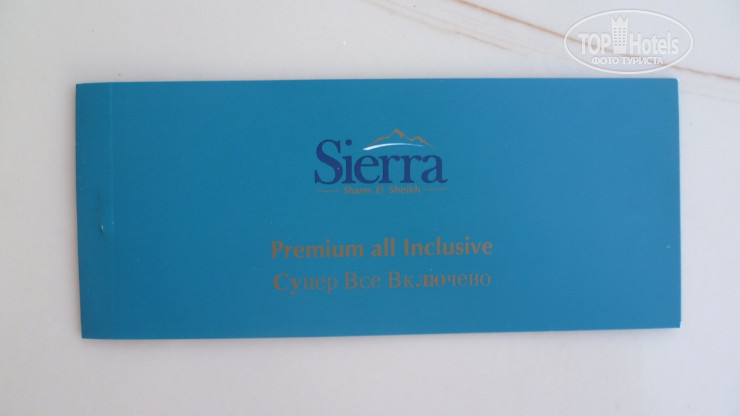 TOP Hotels
ФОТО ТУРИСТА
Sierra
Sharm El Sheikh
Premium all Inclusive
Супер Все Включено